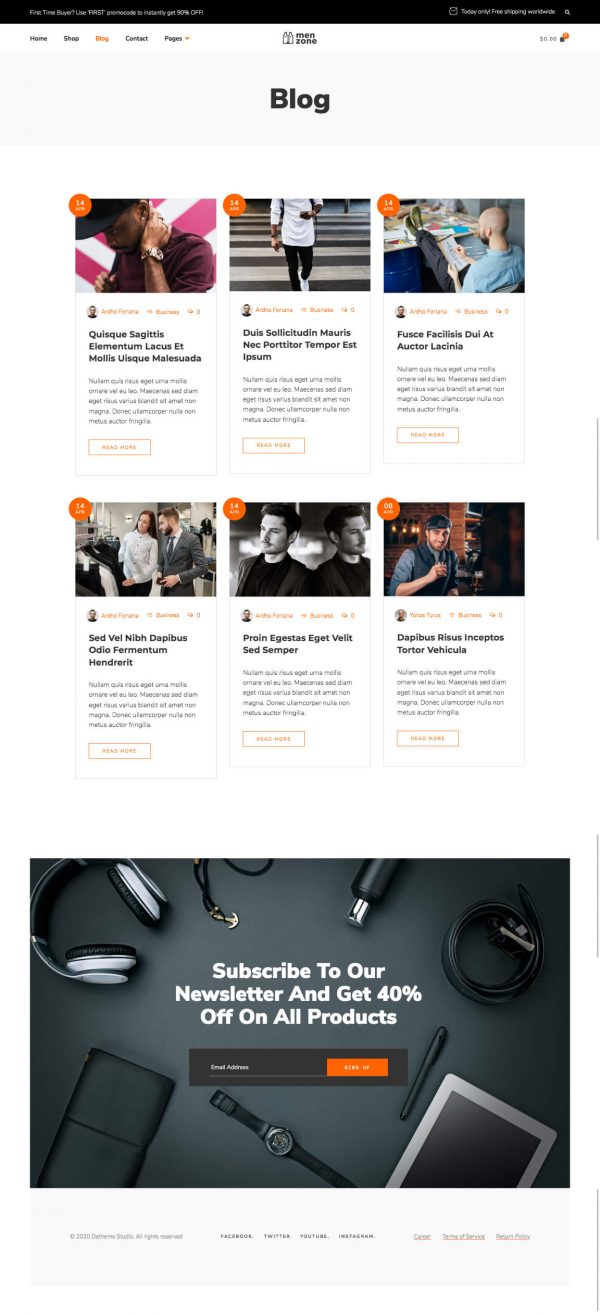 First Time Buyer? Use 'FIRST' promocode to instantly get 90% OFF!
Today only! Free shipping worldwide
Home Shop Blog Contact Pages
men
zone
$0.00 0
Blog
14
APR
14
APR
14
APR
Ardho Fortana Business 0
Quisque Sagittis
Elementum Lacus Et
Mollis Uisque Malesuada
Nullam quis risus eget urna mollis
ornare vel eu leo. Maecenas sed diam
eget risus varius blandit sit amet non
magna. Donec ullamcorper nulla non
metus auctor fringilla.
READ MORE
Ardho Fortana Business 0
Duis Sollicitudin Mauris
Nec Porttitor Tempor Est
Ipsum
Nullam quis risus eget urna mollis
ornare vel eu leo. Maecenas sed diam
eget risus varius blandit sit amet non
magna. Donec ullamcorper nulla non
metus auctor fringilla.
READ MORE
Ardho Fortana Business 0
Fusce Facilisis Dui At
Auctor Lacinia
Nullam quis risus eget urna mollis
ornare vel eu leo. Maecenas sed diam
eget risus varius blandit sit amet non
magna. Donec ullamcorper nulla non
metus auctor fringilla.
READ MORE
14
APR
14
APR
08
APR
Ardho Fortana Business 0
Sed Vel Nibh Dapibus
Odio Fermentum
Hendrerit
Nullam quis risus eget urna mollis
ornare vel eu leo. Maecenas sed diam
eget risus varius blandit sit amet non
magna. Donec ullamcorper nulla non
metus auctor fringilla.
READ MORE
Ardho Fortana Business 0
Proin Egestas Eget Velit
Sed Semper
Nullam quis risus eget urna mollis
ornare vel eu leo. Maecenas sed diam
eget risus varius blandit sit amet non
magna. Donec ullamcorper nulla non
metus auctor fringilla.
READ MORE
Yorias Turus Business 0
Dapibus Risus Inceptos
Tortor Vehicula
Nullam quis risus eget urna mollis
ornare vel eu leo. Maecenas sed diam
eget risus varius blandit sit amet non
magna. Donec ullamcorper nulla non
metus auctor fringilla.
READ MORE
Subscribe To Our
Newsletter And Get 40%
Off On All Products
Email Address SIGN UP
© 2020 Detheme Studio. All rights reserved
FACEBOOK. TWITTER YOUTUBE. INSTAGRAM.
Career Terms of Service Return Policy